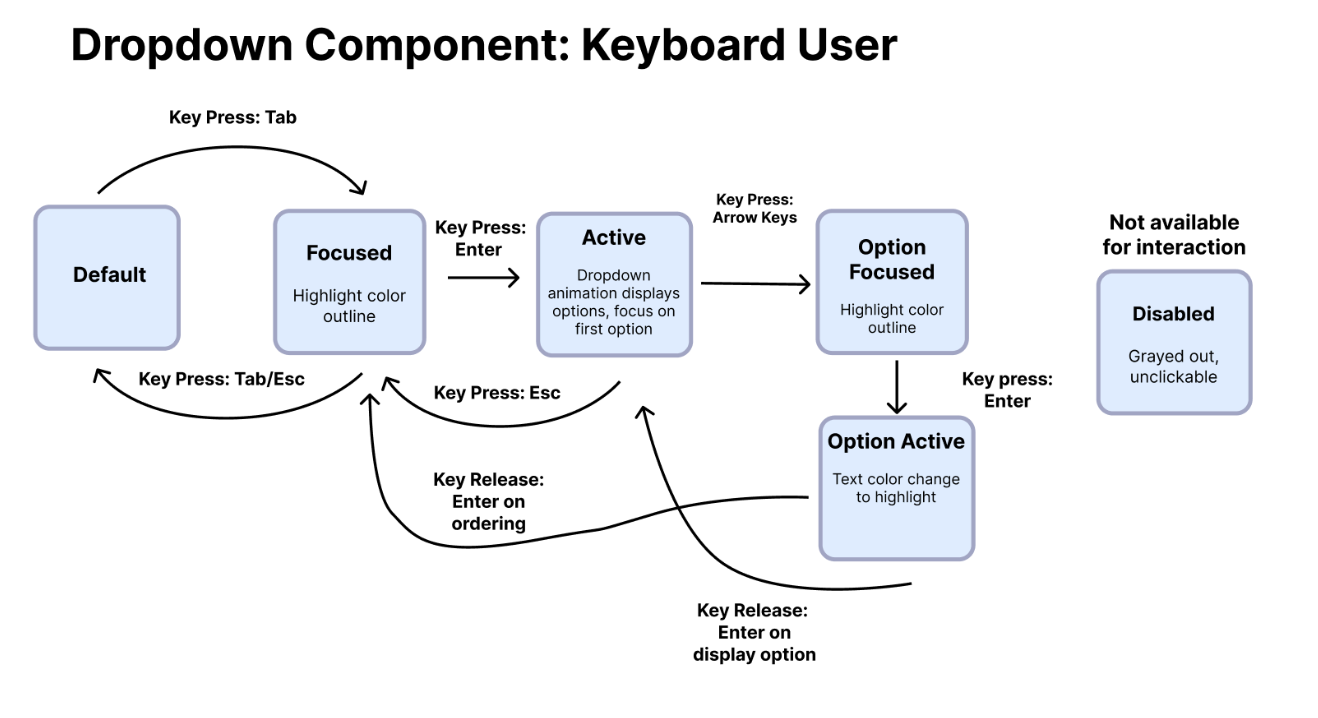 Dropdown Component: Keyboard User
Key Press: Tab
Default
Focused
Highlight color
outline
Key Press:
Enter
Active
Dropdown
animation displays
options, focus on
first option
Key Press:
Arrow Keys
Option
Focused
Highlight color
outline
Not available
for interaction
Disabled
Grayed out,
unclickable
Key Press: Tab/Esc
Key Press: Esc
Key press:
Enter
Option Active
Text color change
to highlight
Key Release:
Enter on
ordering
Key Release:
Enter on
display option